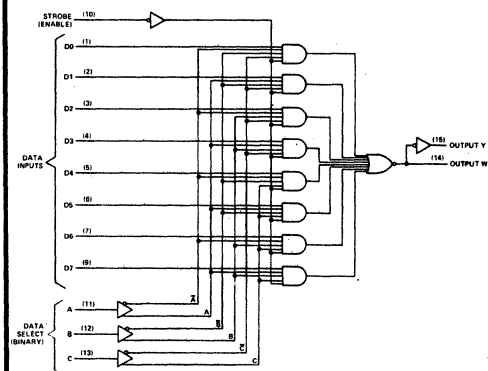 STROBE (10)
(ENABLE)
D0 (1)
D1 (2)
D2 (3)
D3 (4)
DATA
INPUTS
D4 (5)
D5 (6)
D6 (7)
D7 (9)
(15)
OUTPUT Y
(14)
OUTPUT W
DATA
SELECT
(BINARY)
A (11)
A̅
A
B (12)
B̅
B
C (13)
C̅
C